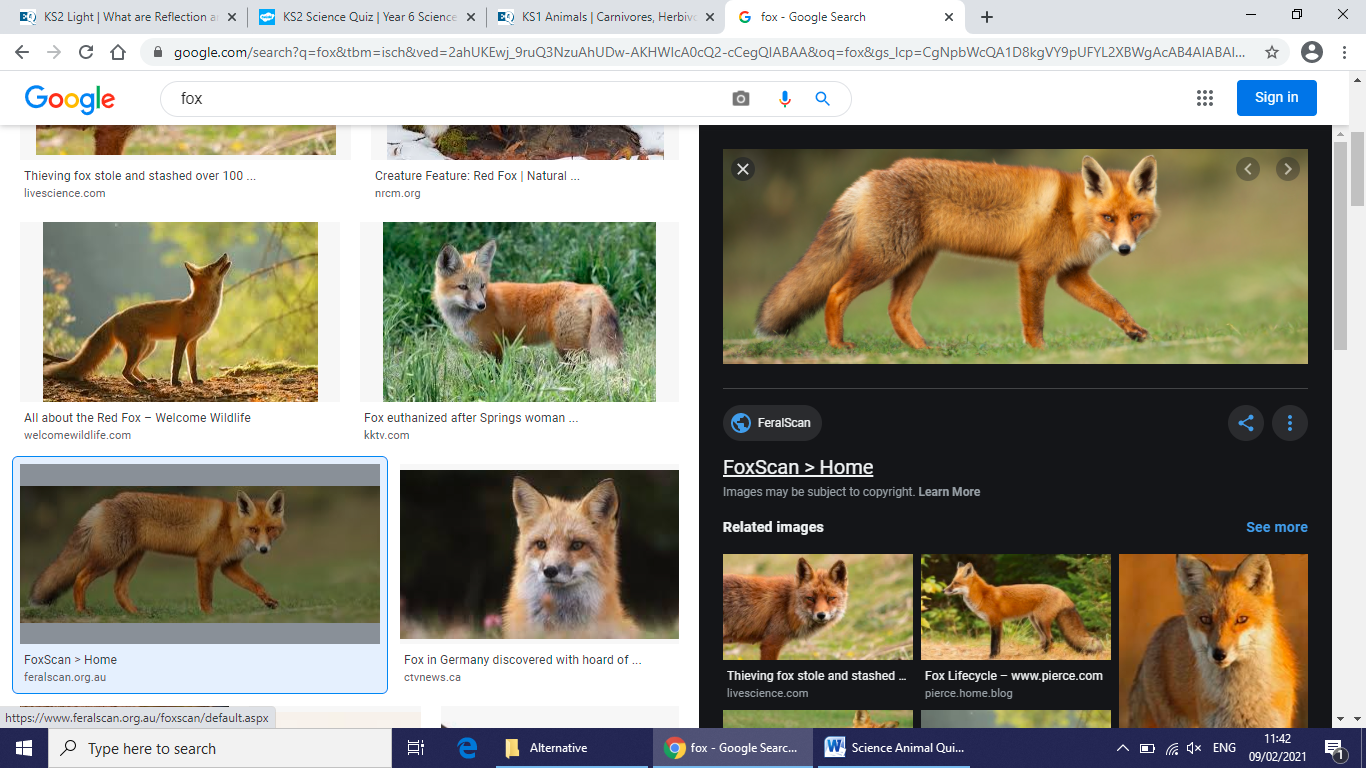 KS2 Light | What are Reflection a
KS2 Science Quiz | Year 6 Science
KS1 Animals | Carnivores, Herbivo
fox - Google Search
google.com/search?q=fox&tbm=isch&ved=2ahUKEwj_9ruQ3NzuAhUDw-AKHWlcA0cQ2-cCegQIABAA&oq=fox&gs_lcp=CgNpbWcQA1D8kgVY9pUFYL2XBWgAcAB4AIABAI...
Google
fox
Sign in
Thieving fox stole and stashed over 100 ...
livescience.com
Creature Feature: Red Fox | Natural ...
nrcm.org
All about the Red Fox – Welcome Wildlife
welcomewildlife.com
Fox euthanized after Springs woman ...
kktv.com
FoxScan > Home
feralscan.org.au
Fox in Germany discovered with hoard of ...
ctvnews.ca
FeralScan
FoxScan > Home
Images may be subject to copyright. Learn More
Related images
See more
Thieving fox stole and stashed ...
livescience.com
Fox Lifecycle – www.pierce.com
pierce.home.blog
https://www.feralscan.org.au/foxscan/default.aspx
Type here to search
Alternative
fox - Google Searc...
Science Animal Qui...
ENG
11:42
09/02/2021
1